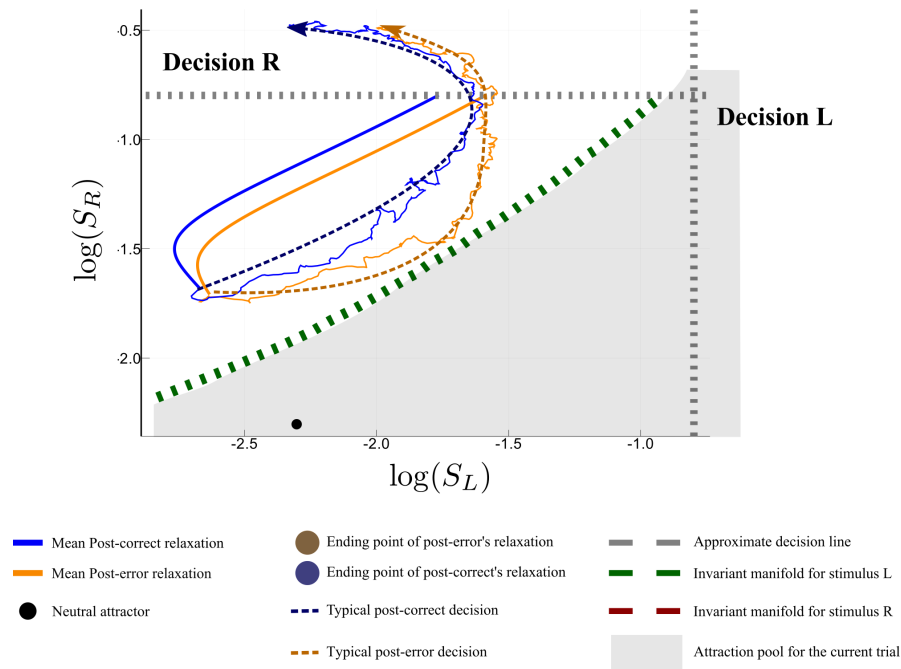 -0.5
Decision R
Decision L
-1.0
log(S_R)
-1.5
-2.0
-2.5 -2.0 -1.5 -1.0
log(S_L)
Mean Post-correct relaxation
Mean Post-error relaxation
Neutral attractor
Ending point of post-error's relaxation
Ending point of post-correct's relaxation
Typical post-correct decision
Typical post-error decision
Approximate decision line
Invariant manifold for stimulus L
Invariant manifold for stimulus R
Attraction pool for the current trial